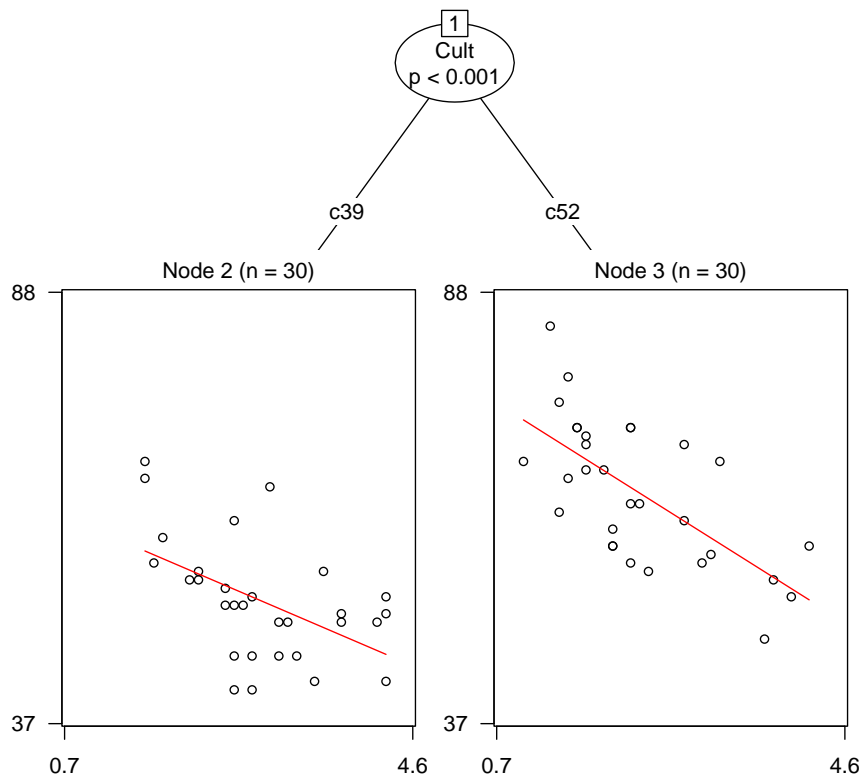 1
Cult
p < 0.001
c39
c52
Node 2 (n = 30)
88
37
0.7
4.6
Node 3 (n = 30)
88
37
0.7
4.6